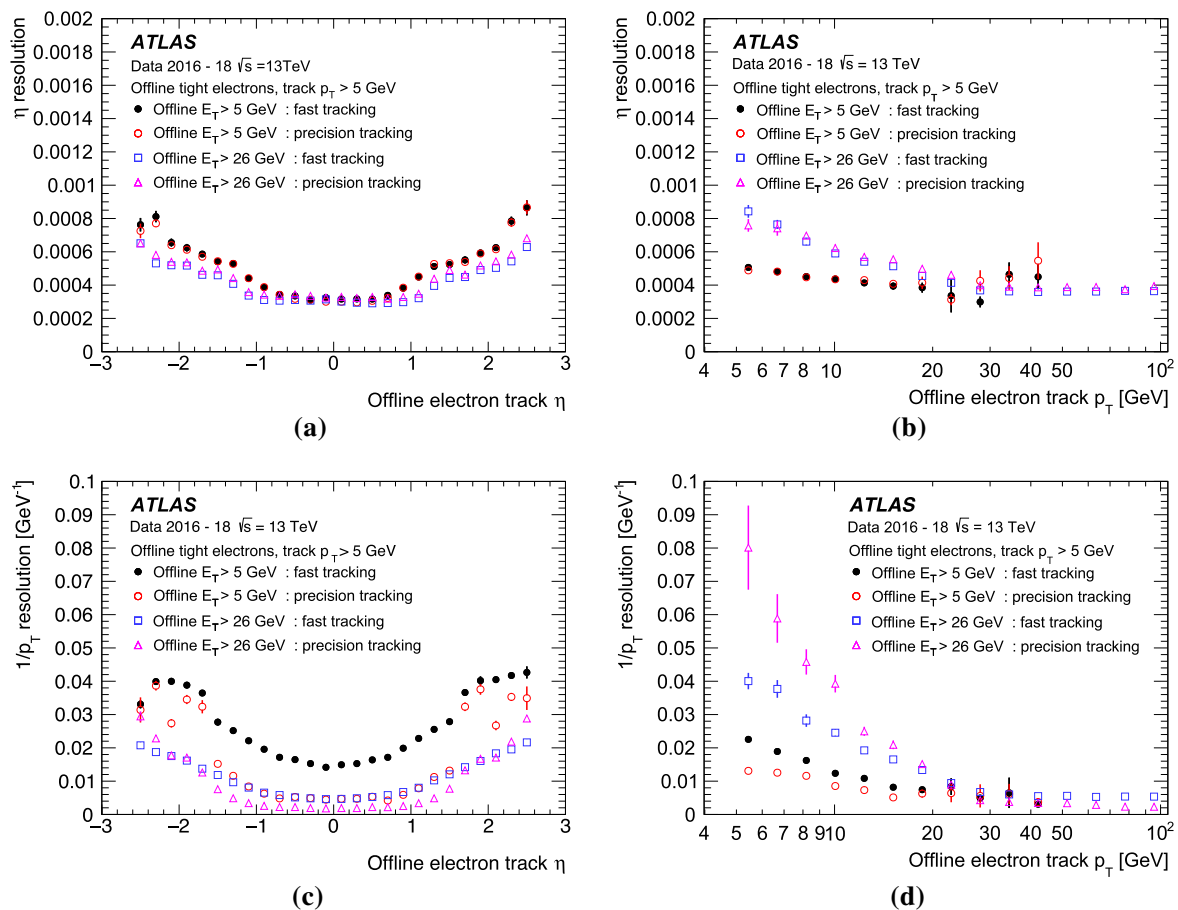 ATLAS
Data 2016 - 18 √s =13TeV
Offline tight electrons, track pT > 5 GeV
Offline ET > 5 GeV : fast tracking
Offline ET > 5 GeV : precision tracking
Offline ET > 26 GeV : fast tracking
Offline ET > 26 GeV : precision tracking
η resolution
0.002
0.0018
0.0016
0.0014
0.0012
0.001
0.0008
0.0006
0.0004
0.0002
0
−3 −2 −1 0 1 2 3
Offline electron track η
(a)
ATLAS
Data 2016 - 18 √s = 13 TeV
Offline tight electrons, track pT > 5 GeV
Offline ET > 5 GeV : fast tracking
Offline ET > 5 GeV : precision tracking
Offline ET > 26 GeV : fast tracking
Offline ET > 26 GeV : precision tracking
η resolution
0.002
0.0018
0.0016
0.0014
0.0012
0.001
0.0008
0.0006
0.0004
0.0002
0
4 5 6 7 8 10 20 30 40 50 10²
Offline electron track pT [GeV]
(b)
ATLAS
Data 2016 - 18 √s = 13 TeV
Offline tight electrons, track pT > 5 GeV
Offline ET > 5 GeV : fast tracking
Offline ET > 5 GeV : precision tracking
Offline ET > 26 GeV : fast tracking
Offline ET > 26 GeV : precision tracking
1/pT resolution [GeV⁻¹]
0.1
0.09
0.08
0.07
0.06
0.05
0.04
0.03
0.02
0.01
0
−3 −2 −1 0 1 2 3
Offline electron track η
(c)
ATLAS
Data 2016 - 18 √s = 13 TeV
Offline tight electrons, track pT > 5 GeV
Offline ET > 5 GeV : fast tracking
Offline ET > 5 GeV : precision tracking
Offline ET > 26 GeV : fast tracking
Offline ET > 26 GeV : precision tracking
1/pT resolution [GeV⁻¹]
0.1
0.09
0.08
0.07
0.06
0.05
0.04
0.03
0.02
0.01
0
4 5 6 7 8 9 10 20 30 40 50 10²
Offline electron track pT [GeV]
(d)